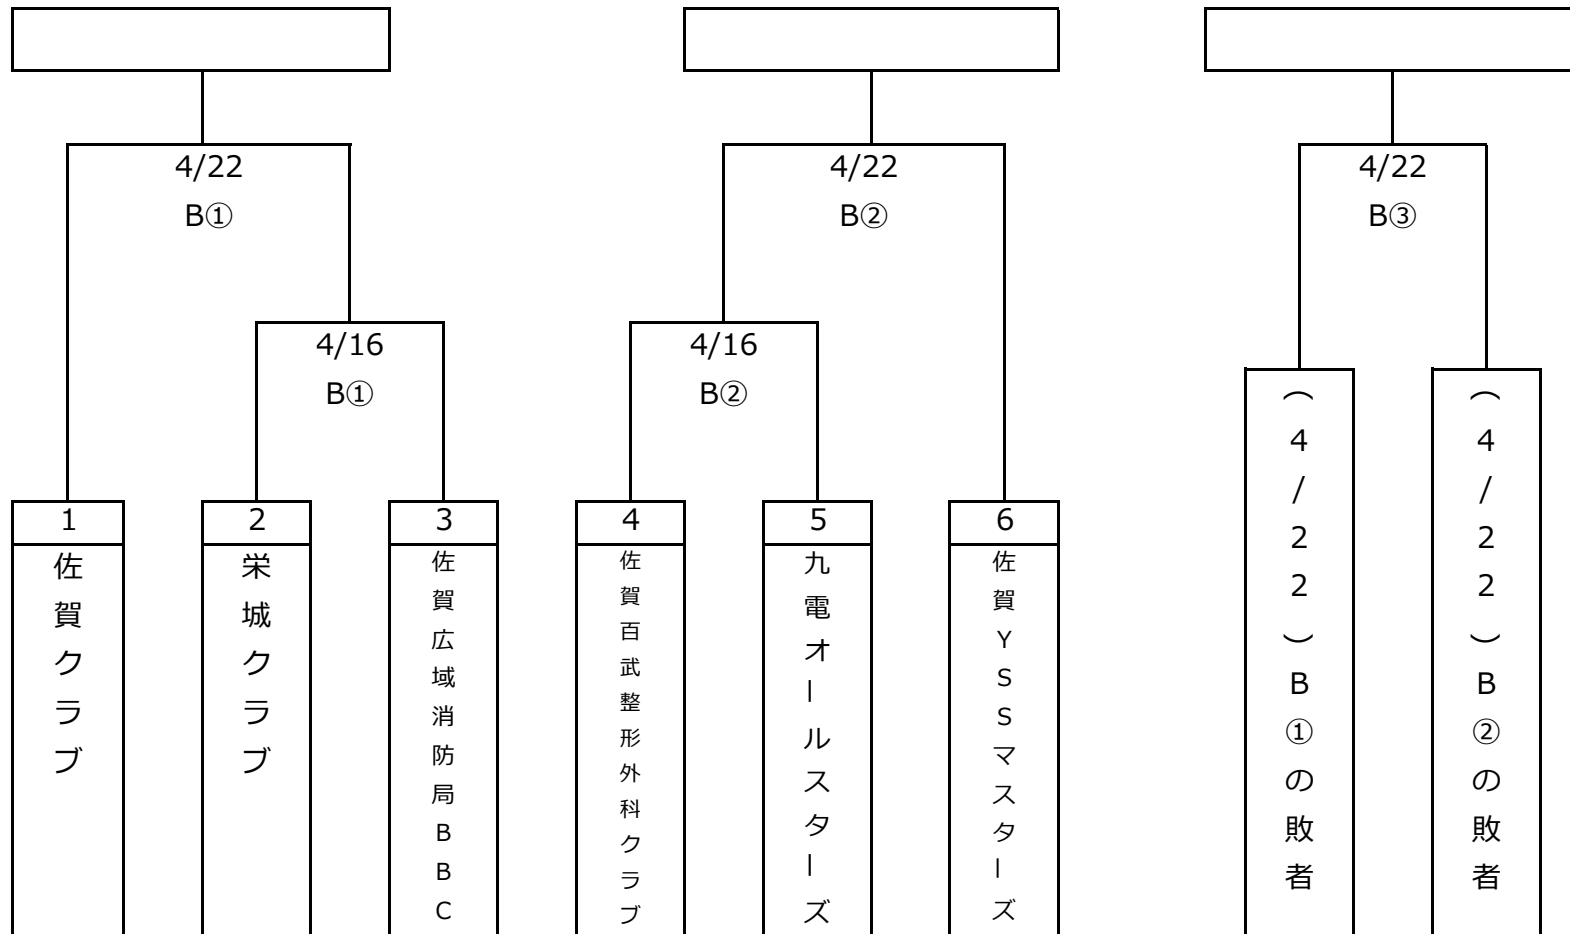 4/22
B①
4/22
B②
4/22
B③
4/16
B①
4/16
B②
1
佐賀クラブ
2
栄城クラブ
3
佐賀広域消防局BBC
4
佐賀百武整形外科クラブ
5
九電オールスターズ
6
佐賀YSSマスターズ
(4/22)B①の敗者
(4/22)B②の敗者